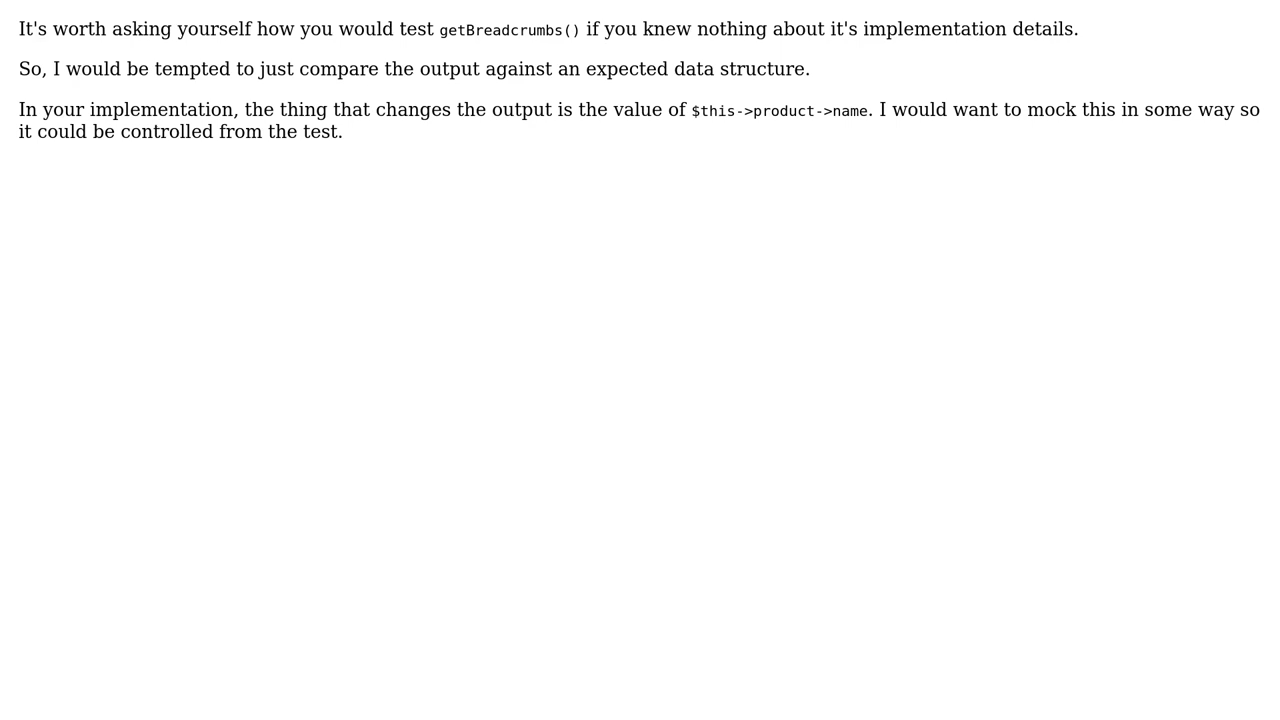 It's worth asking yourself how you would test getBreadcrumbs() if you knew nothing about it's implementation details.
So, I would be tempted to just compare the output against an expected data structure.
In your implementation, the thing that changes the output is the value of $this->product->name. I would want to mock this in some way so
it could be controlled from the test.